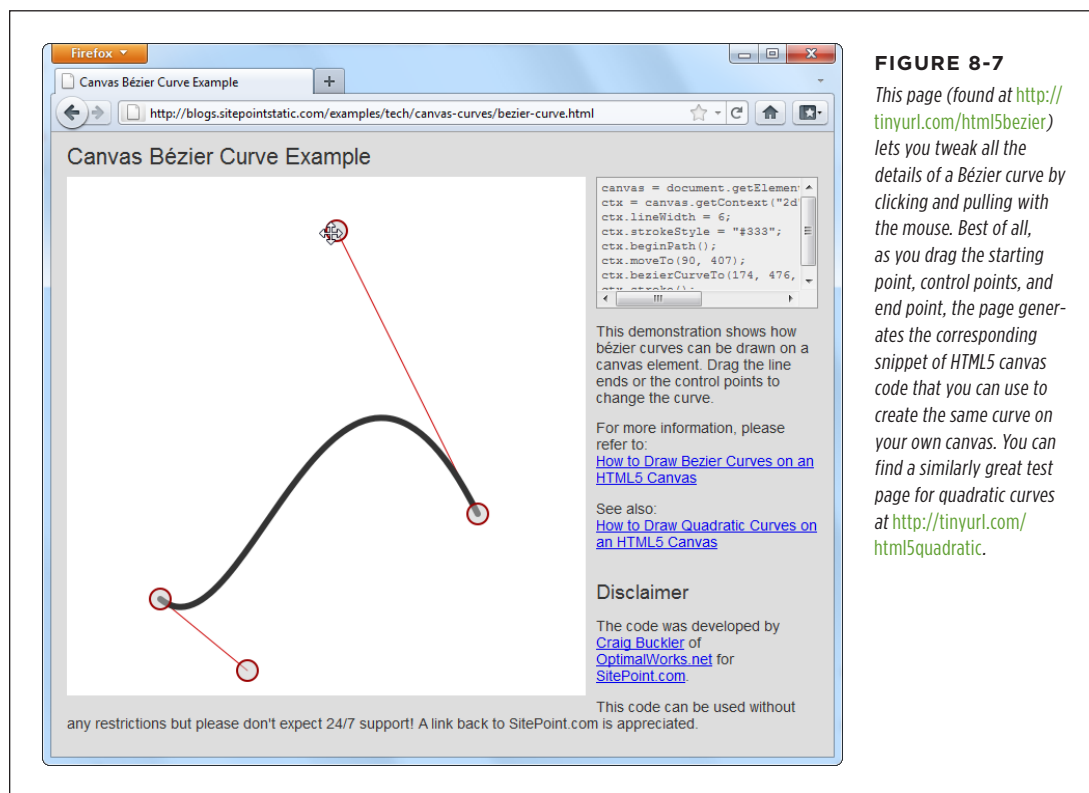 Firefox
Canvas Bézier Curve Example
http://blogs.sitepointstatic.com/examples/tech/canvas-curves/bezier-curve.html
Canvas Bézier Curve Example
canvas = document.getElemen
ctx = canvas.getContext("2d"
ctx.lineWidth = 6;
ctx.strokeStyle = "#333";
ctx.beginPath();
ctx.moveTo(90, 407);
ctx.bezierCurveTo(174, 476,
ctx.stroke();
This demonstration shows how
bézier curves can be drawn on a
canvas element. Drag the line
ends or the control points to
change the curve.
For more information, please
refer to:
How to Draw Bezier Curves on an
HTML5 Canvas
See also:
How to Draw Quadratic Curves on
an HTML5 Canvas
Disclaimer
The code was developed by
Craig Buckler of
OptimalWorks.net for
SitePoint.com.
This code can be used without
any restrictions but please don't expect 24/7 support! A link back to SitePoint.com is appreciated.
FIGURE 8-7
This page (found at http://
tinyurl.com/html5bezier)
lets you tweak all the
details of a Bézier curve by
clicking and pulling with
the mouse. Best of all,
as you drag the starting
point, control points, and
end point, the page gener-
ates the corresponding
snippet of HTML5 canvas
code that you can use to
create the same curve on
your own canvas. You can
find a similarly great test
page for quadratic curves
at http://tinyurl.com/
html5quadratic.